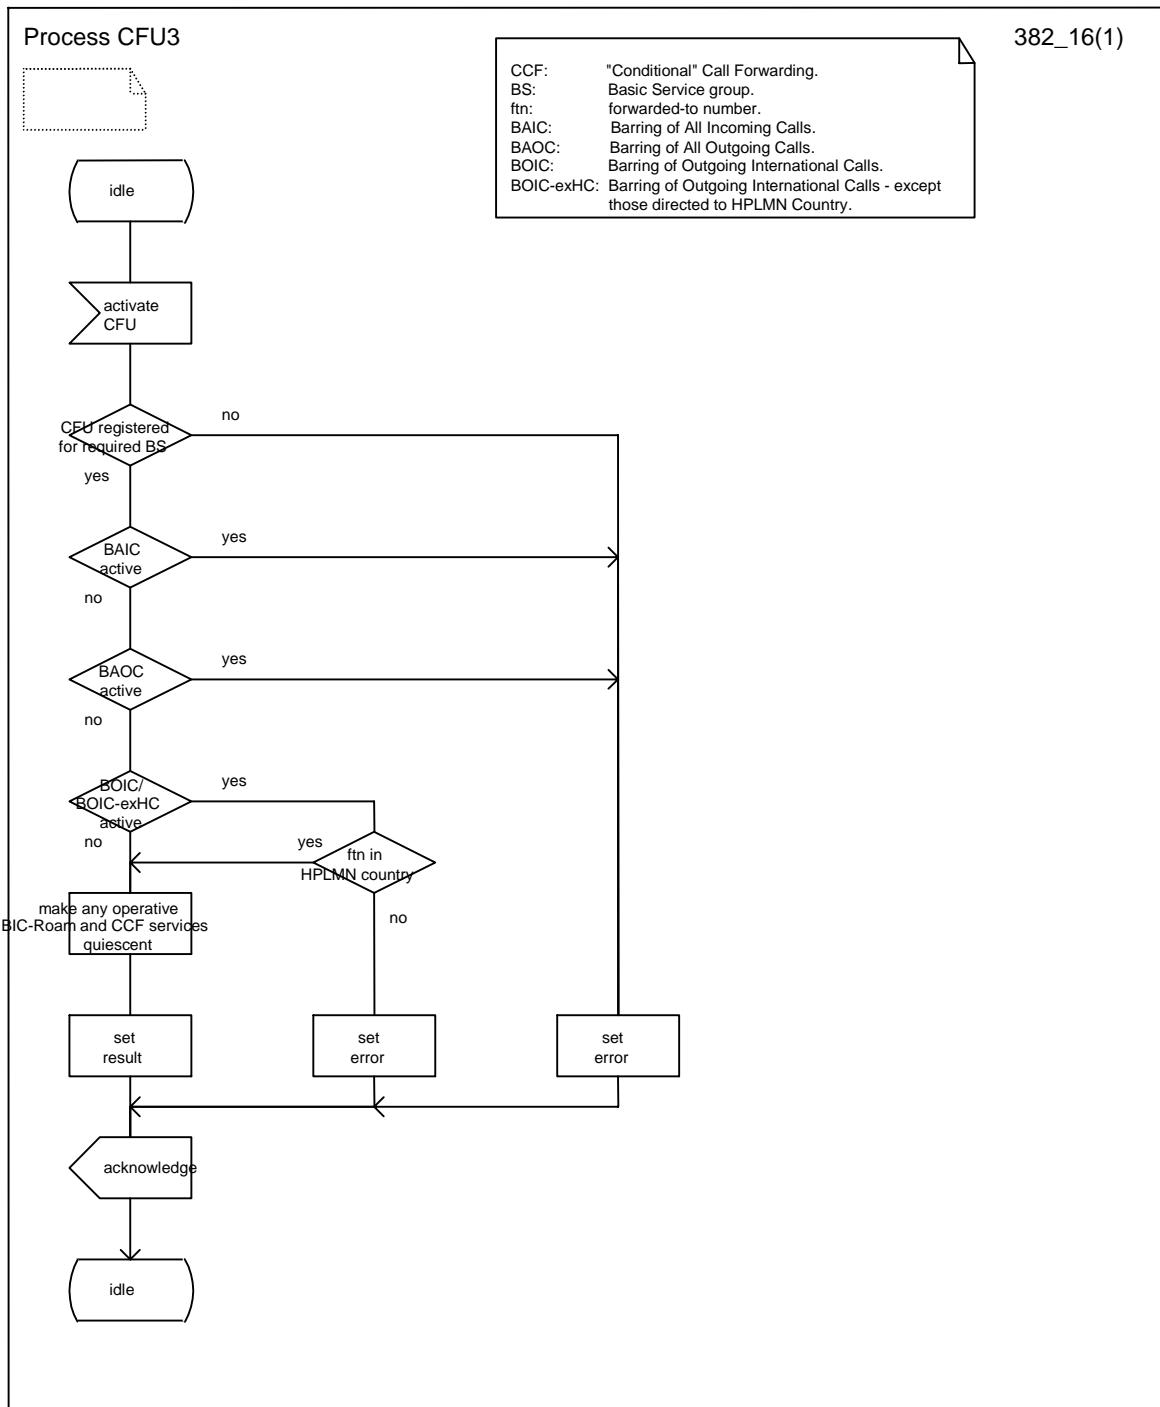 Process CFU3
382_16(1)
CCF: "Conditional" Call Forwarding.
BS: Basic Service group.
ftn: forwarded-to number.
BAIC: Barring of All Incoming Calls.
BAOC: Barring of All Outgoing Calls.
BOIC: Barring of Outgoing International Calls.
BOIC-exHC: Barring of Outgoing International Calls - except
those directed to HPLMN Country.
idle
activate
CFU
CFU registered
for required BS
no
yes
BAIC
active
yes
no
BAOC
active
yes
no
BOIC/
BOIC-exHC
active
yes
no
yes
ftn in
HPLMN country
no
make any operative
BIC-Roam and CCF services
quiescent
set
result
set
error
set
error
acknowledge
idle